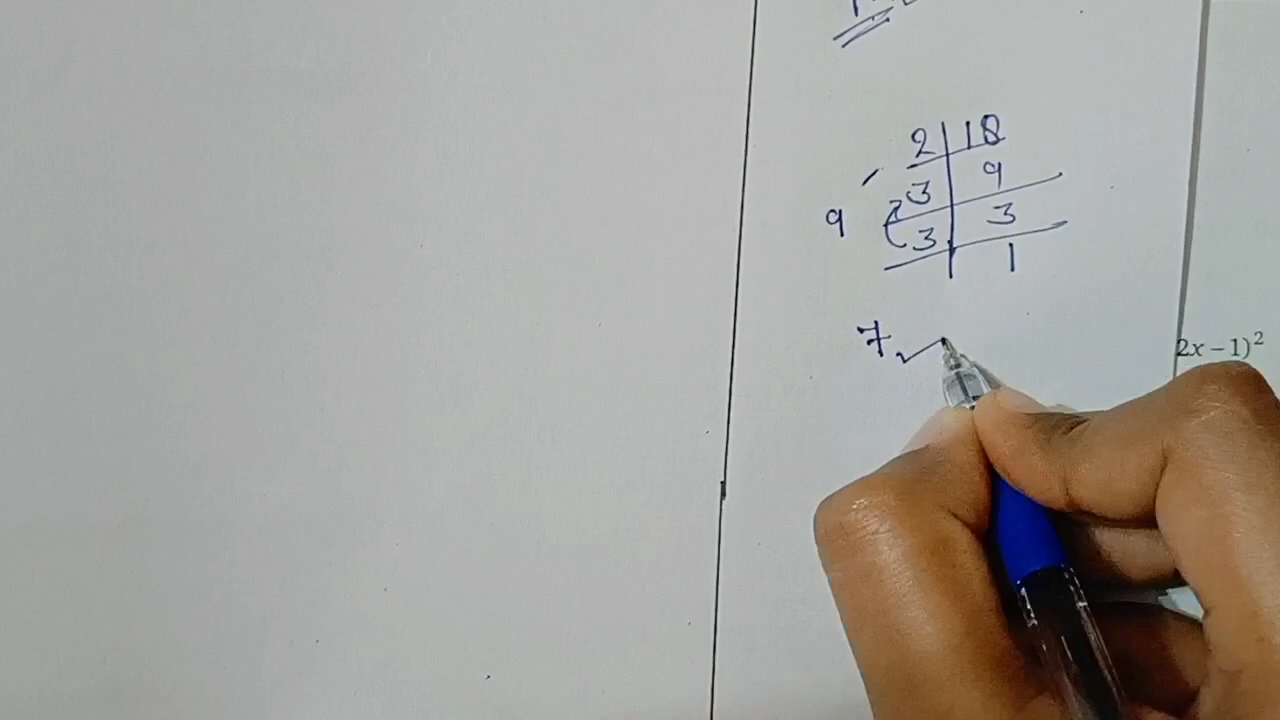 2 | 18
3 | 9
9 3 | 3
1
7 ✓
2x – 1)²